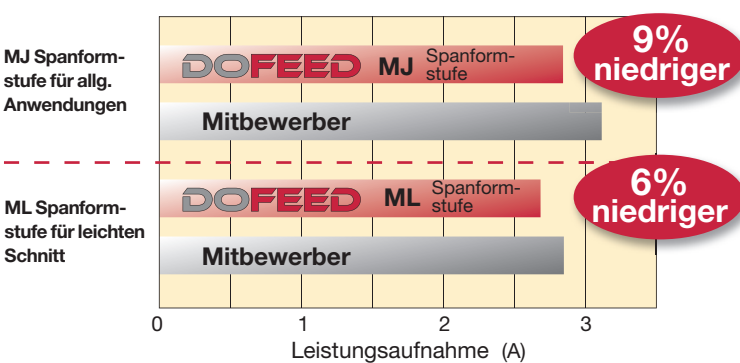 MJ Spanform-
stufe für allg.
Anwendungen
DOFEED MJ Spanform-
stufe
9%
niedriger
Mitbewerber
ML Spanform-
stufe für leichten
Schnitt
DOFEED ML Spanform-
stufe
6%
niedriger
Mitbewerber
0 1 2 3
Leistungsaufnahme (A)